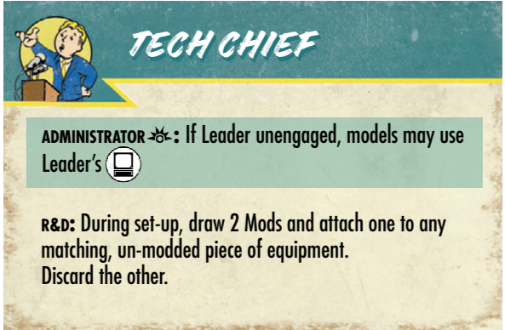 TECH CHIEF
ADMINISTRATOR: If Leader unengaged, models may use
Leader's
R&D: During set-up, draw 2 Mods and attach one to any
matching, un-modded piece of equipment.
Discard the other.